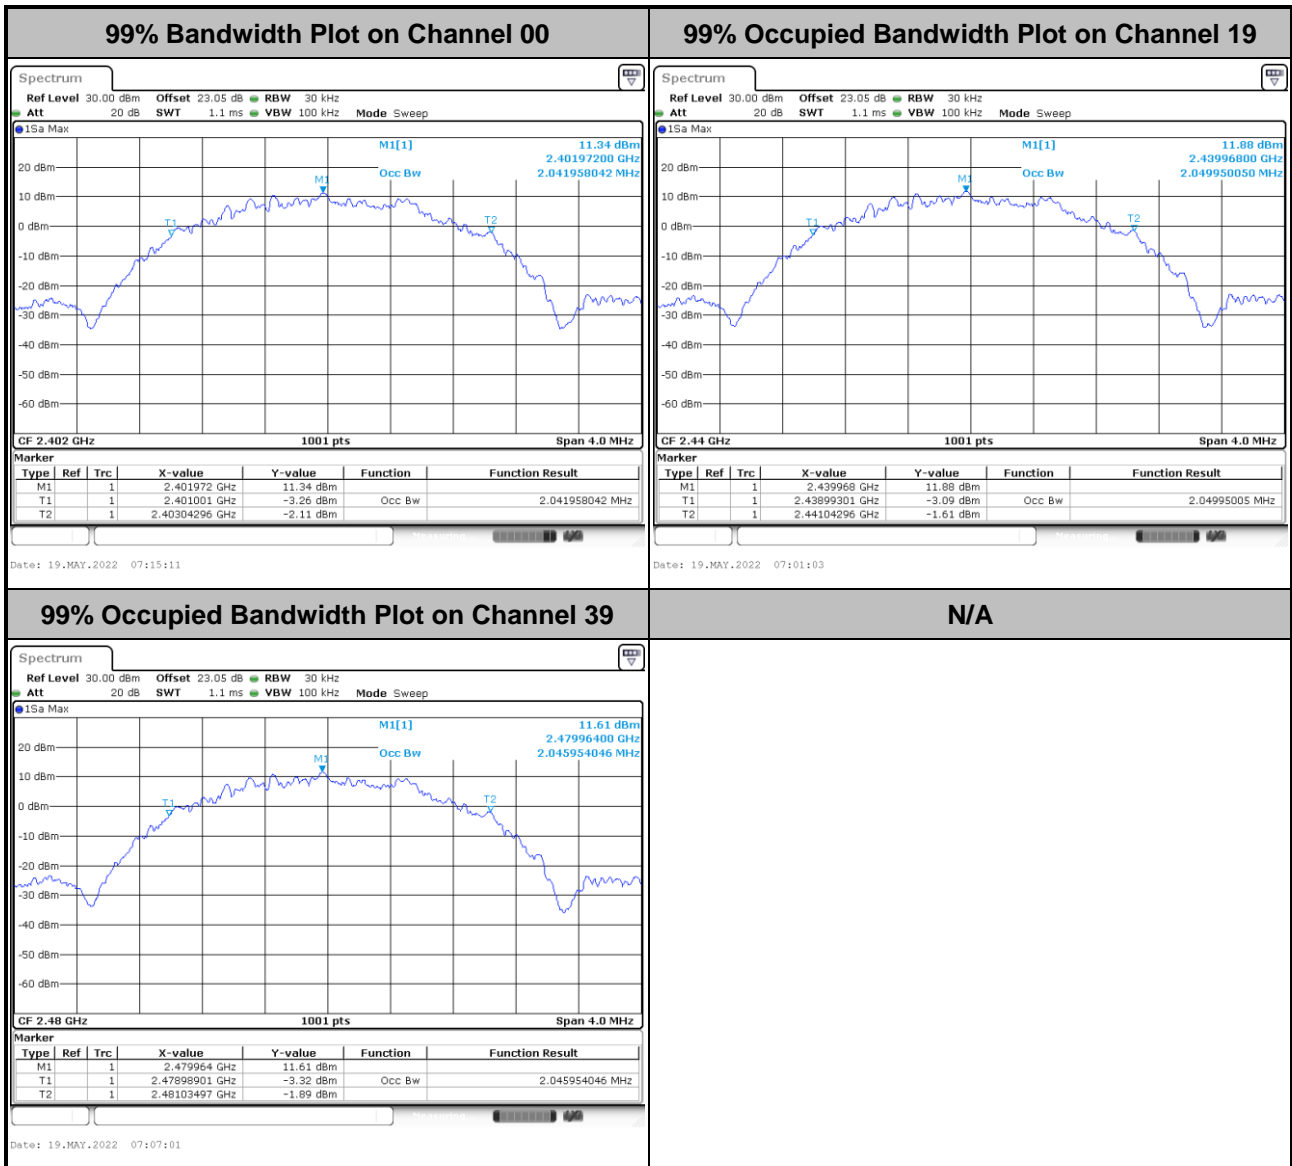 99% Bandwidth Plot on Channel 00
Spectrum
Ref Level 30.00 dBm Offset 23.05 dB RBW 30 kHz
Att 20 dB SWT 1.1 ms VBW 100 kHz Mode Sweep
1Sa Max
M1[1] 11.34 dBm
2.40197200 GHz
Occ Bw 2.041958042 MHz
20 dBm
M1
10 dBm
T1
T2
0 dBm
-10 dBm
-20 dBm
-30 dBm
-40 dBm
-50 dBm
-60 dBm
CF 2.402 GHz 1001 pts Span 4.0 MHz
Marker
Type Ref Trc X-value Y-value Function Function Result
M1 1 2.401972 GHz 11.34 dBm
T1 1 2.401001 GHz -3.26 dBm Occ Bw 2.041958042 MHz
T2 1 2.40304296 GHz -2.11 dBm
Measuring...
Date: 19.MAY.2022 07:15:11
99% Occupied Bandwidth Plot on Channel 19
Spectrum
Ref Level 30.00 dBm Offset 23.05 dB RBW 30 kHz
Att 20 dB SWT 1.1 ms VBW 100 kHz Mode Sweep
1Sa Max
M1[1] 11.88 dBm
2.43996800 GHz
Occ Bw 2.049950050 MHz
20 dBm
M1
10 dBm
T1
T2
0 dBm
-10 dBm
-20 dBm
-30 dBm
-40 dBm
-50 dBm
-60 dBm
CF 2.44 GHz 1001 pts Span 4.0 MHz
Marker
Type Ref Trc X-value Y-value Function Function Result
M1 1 2.439968 GHz 11.88 dBm
T1 1 2.43899301 GHz -3.09 dBm Occ Bw 2.04995005 MHz
T2 1 2.44104296 GHz -1.61 dBm
Measuring...
Date: 19.MAY.2022 07:01:03
99% Occupied Bandwidth Plot on Channel 39
Spectrum
Ref Level 30.00 dBm Offset 23.05 dB RBW 30 kHz
Att 20 dB SWT 1.1 ms VBW 100 kHz Mode Sweep
1Sa Max
M1[1] 11.61 dBm
2.47996400 GHz
Occ Bw 2.045954046 MHz
20 dBm
M1
10 dBm
T1
T2
0 dBm
-10 dBm
-20 dBm
-30 dBm
-40 dBm
-50 dBm
-60 dBm
CF 2.48 GHz 1001 pts Span 4.0 MHz
Marker
Type Ref Trc X-value Y-value Function Function Result
M1 1 2.479964 GHz 11.61 dBm
T1 1 2.47898901 GHz -3.32 dBm Occ Bw 2.045954046 MHz
T2 1 2.48103497 GHz -1.89 dBm
Measuring...
Date: 19.MAY.2022 07:07:01
N/A